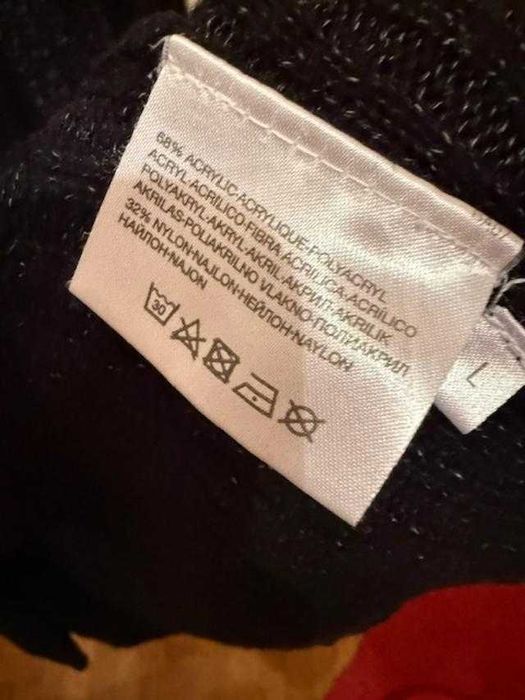 68% ACRYLIC·ACRYLIQUE·POLYACRYL
ACRYL·ACRILICO·FIBRA ACRILICA·ACRÍLICO
POLYAKRYL·AKRYL·AKRIL·АКРИЛ·AKRILIK
AKRILAS·POLIAKRILNO VLAKNO·ПОЛИАКРИЛ
32% NYLON·NAJLON·НЕЙЛОН·NAYLON
НАЙЛОН·NAJON
30
L